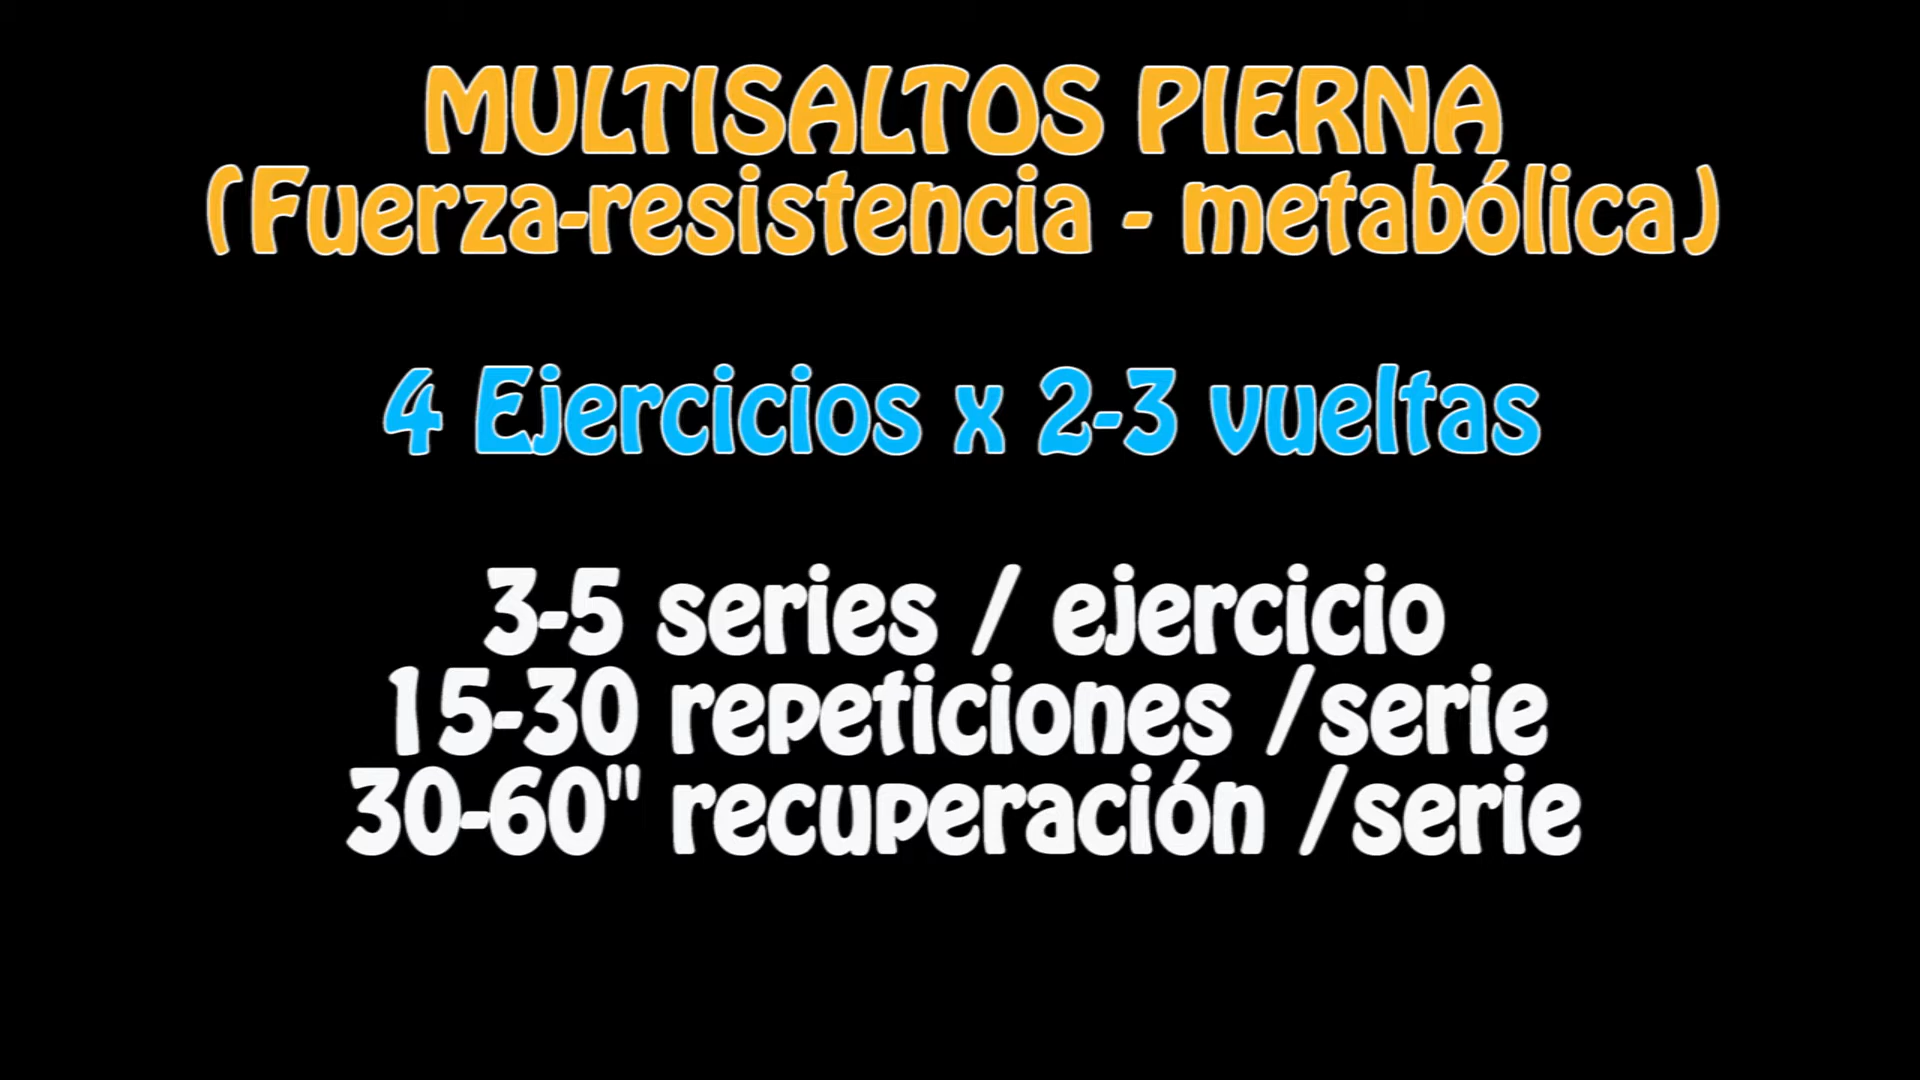 MULTISALTOS PIERNA
(Fuerza-resistencia - metabólica)
4 Ejercicios x 2-3 vueltas
3-5 series / ejercicio
15-30 repeticiones /serie
30-60" recuperación /serie